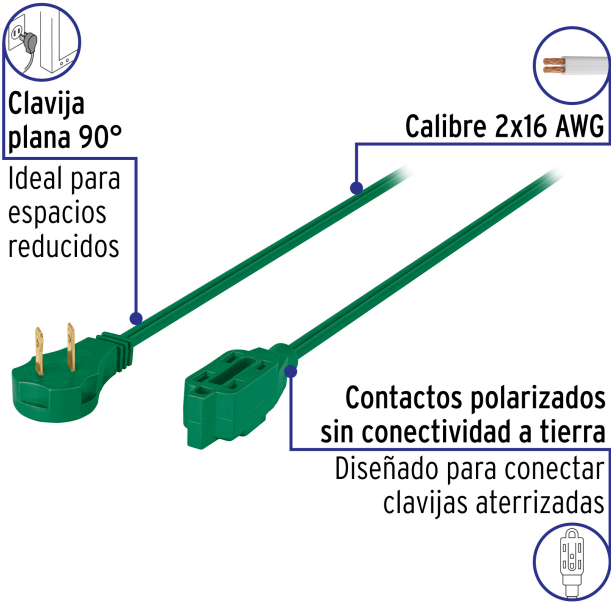 Clavija
plana 90°
Ideal para
espacios
reducidos
Calibre 2x16 AWG
Contactos polarizados
sin conectividad a tierra
Diseñado para conectar
clavijas aterrizadas